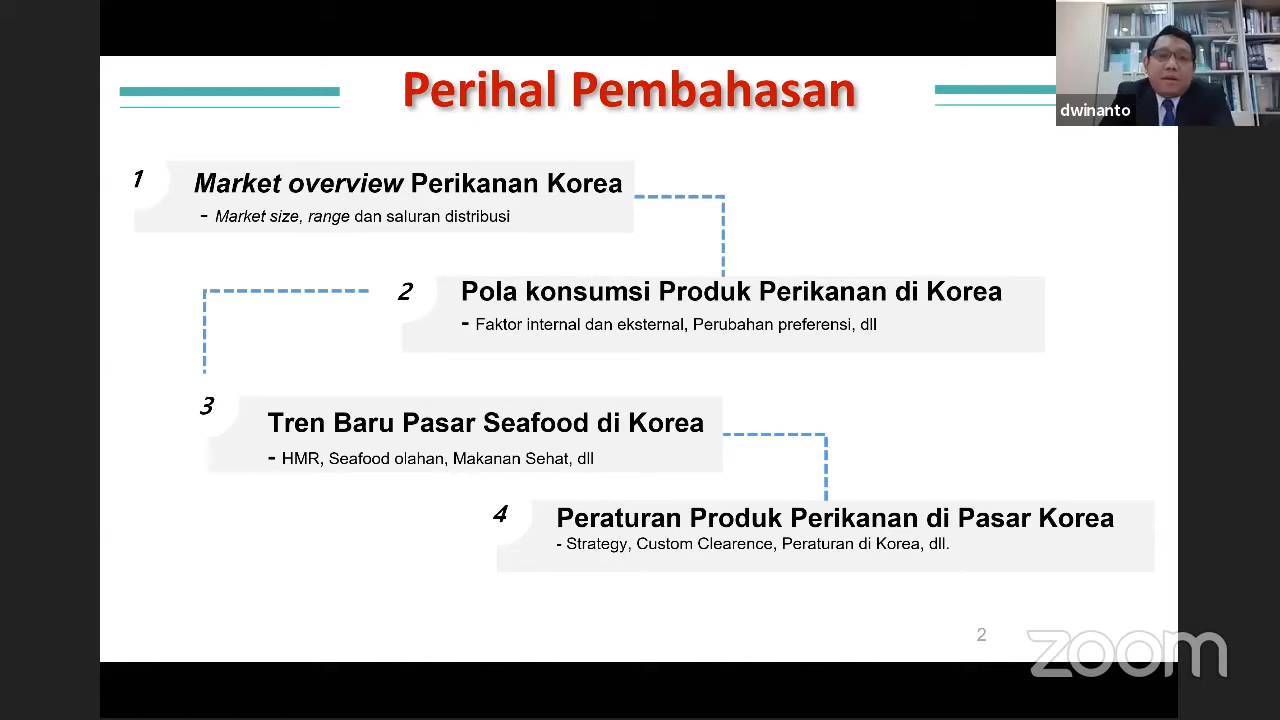 Perihal Pembahasan
dwinanto
1
Market overview Perikanan Korea
- Market size, range dan saluran distribusi
2
Pola konsumsi Produk Perikanan di Korea
- Faktor internal dan eksternal, Perubahan preferensi, dll
3
Tren Baru Pasar Seafood di Korea
- HMR, Seafood olahan, Makanan Sehat, dll
4
Peraturan Produk Perikanan di Pasar Korea
- Strategy, Custom Clearence, Peraturan di Korea, dll.
2
zoom